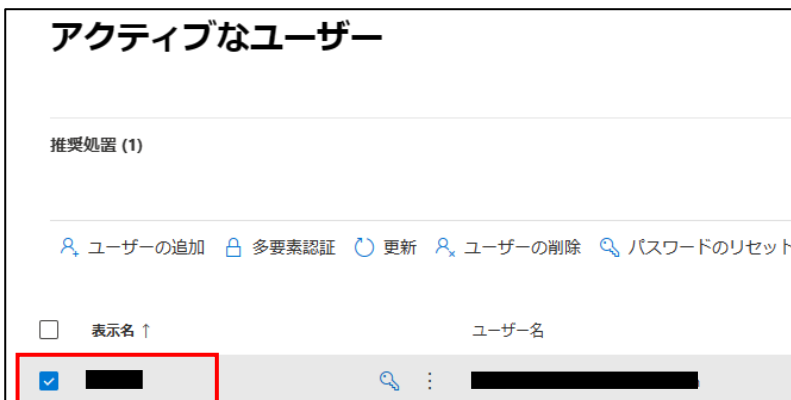 アクティブなユーザー
推奨処置 (1)
ユーザーの追加 多要素認証 更新 ユーザーの削除 パスワードのリセット
表示名 ↑ ユーザー名